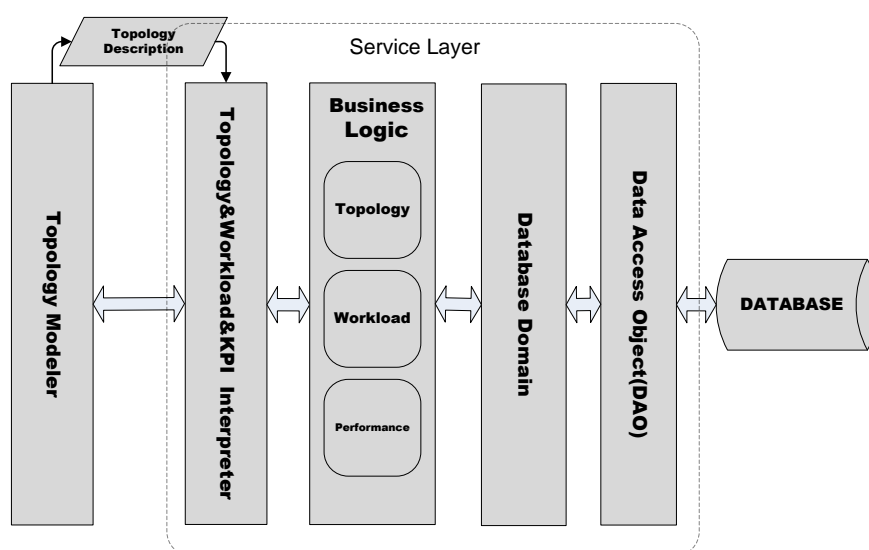 Topology
Description
Service Layer
Topology Modeler
Topology&Workload&KPI Interpreter
Business
Logic
Topology
Workload
Performance
Database Domain
Data Access Object(DAO)
DATABASE